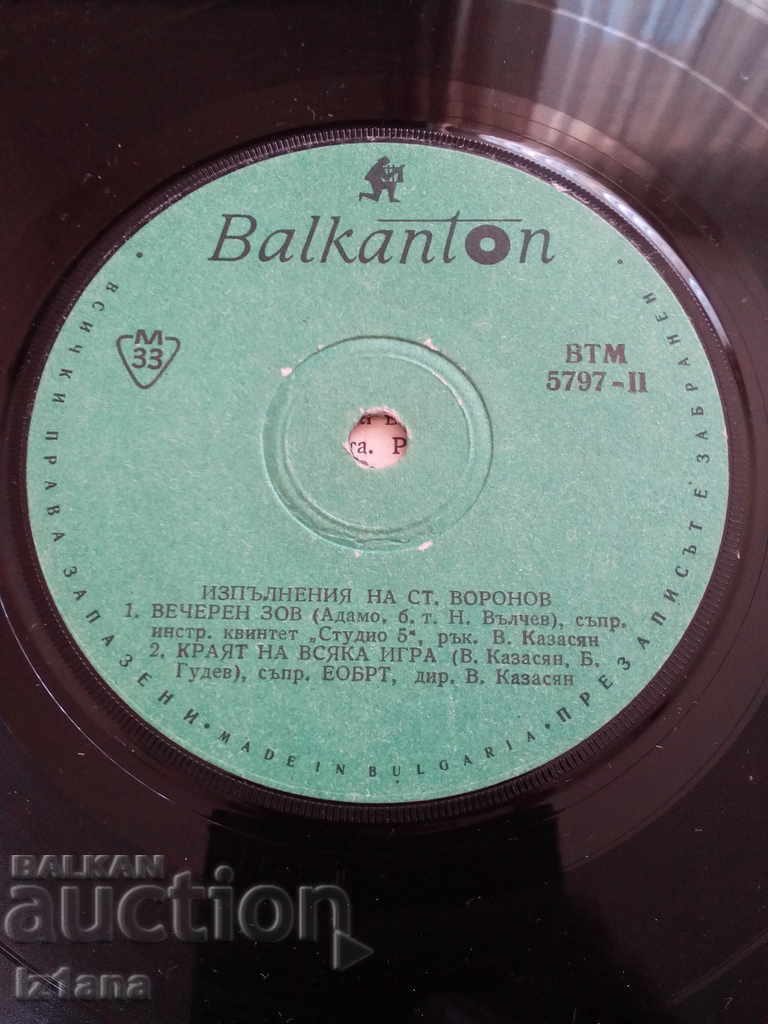 Balkanton
M
33
ВТМ
5797-II
га. Р
ИЗПЪЛНЕНИЯ НА СТ. ВОРОНОВ
1. ВЕЧЕРЕН ЗОВ (Адамо, б. т. Н. Вълчев), съпр.
инстр. квинтет „Студио 5“, рък. В. Казасян
2. КРАЯТ НА ВСЯКА ИГРА (В. Казасян, Б.
Гудев), съпр. ЕОБРТ, дир. В. Казасян
• ВСИЧКИ ПРАВА ЗАПАЗЕНИ • MADE IN BULGARIA • ПРЕЗАПИСЪТ Е ЗАБРАНЕН •
BALKAN
auction
Iz1ana